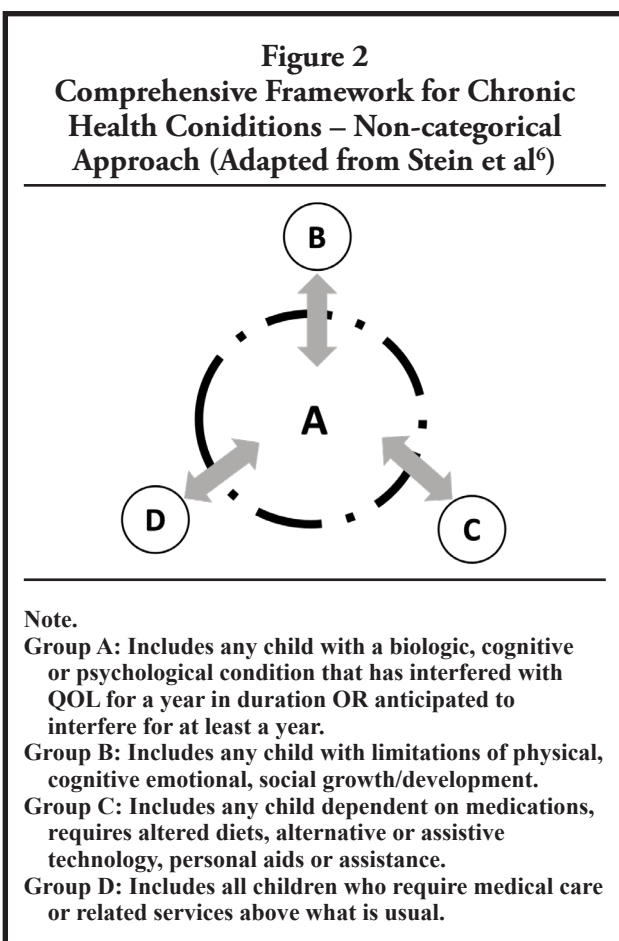 Figure 2
Comprehensive Framework for Chronic
Health Coniditions – Non-categorical
Approach (Adapted from Stein et al⁶)
B
A
D
C
Note.
Group A: Includes any child with a biologic, cognitive
or psychological condition that has interfered with
QOL for a year in duration OR anticipated to
interfere for at least a year.
Group B: Includes any child with limitations of physical,
cognitive emotional, social growth/development.
Group C: Includes any child dependent on medications,
requires altered diets, alternative or assistive
technology, personal aids or assistance.
Group D: Includes all children who require medical care
or related services above what is usual.